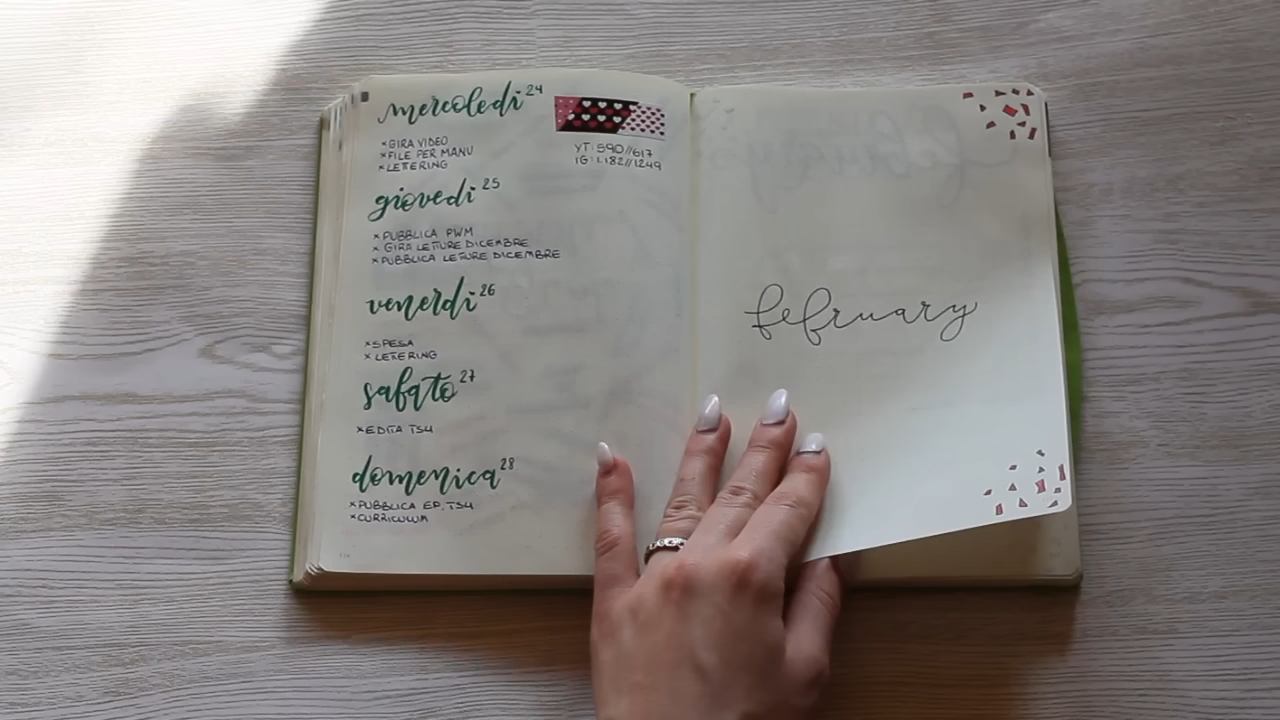 mercoledì 24
× GIRA VIDEO
× FILE PER MANU
× LETTERING
YT: 590//617
IG: 1.182//1249
giovedì 25
× PUBBLICA PWM
× GIRA LETTURE DICEMBRE
× PUBBLICA LETTURE DICEMBRE
venerdì 26
× SPESA
× LETTERING
sabato 27
× EDITA TS4
domenica 28
× PUBBLICA EP. TS4
× CURRICULUM
february